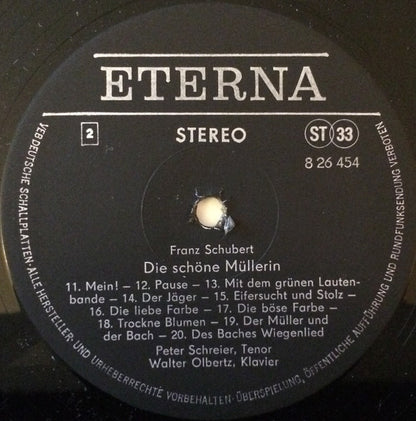 ETERNA
2
STEREO
ST 33
8 26 454
Franz Schubert
Die schöne Müllerin
11. Mein! – 12. Pause – 13. Mit dem grünen Lauten-
bande – 14. Der Jäger – 15. Eifersucht und Stolz –
16. Die liebe Farbe – 17. Die böse Farbe –
18. Trockne Blumen – 19. Der Müller und
der Bach – 20. Des Baches Wiegenlied
Peter Schreier, Tenor
Walter Olbertz, Klavier
VEB DEUTSCHE SCHALLPLATTEN · ALLE HERSTELLER- UND URHEBERRECHTE VORBEHALTEN · ÜBERSPIELUNG, ÖFFENTLICHE AUFFÜHRUNG UND RUNDFUNKSENDUNG VERBOTEN